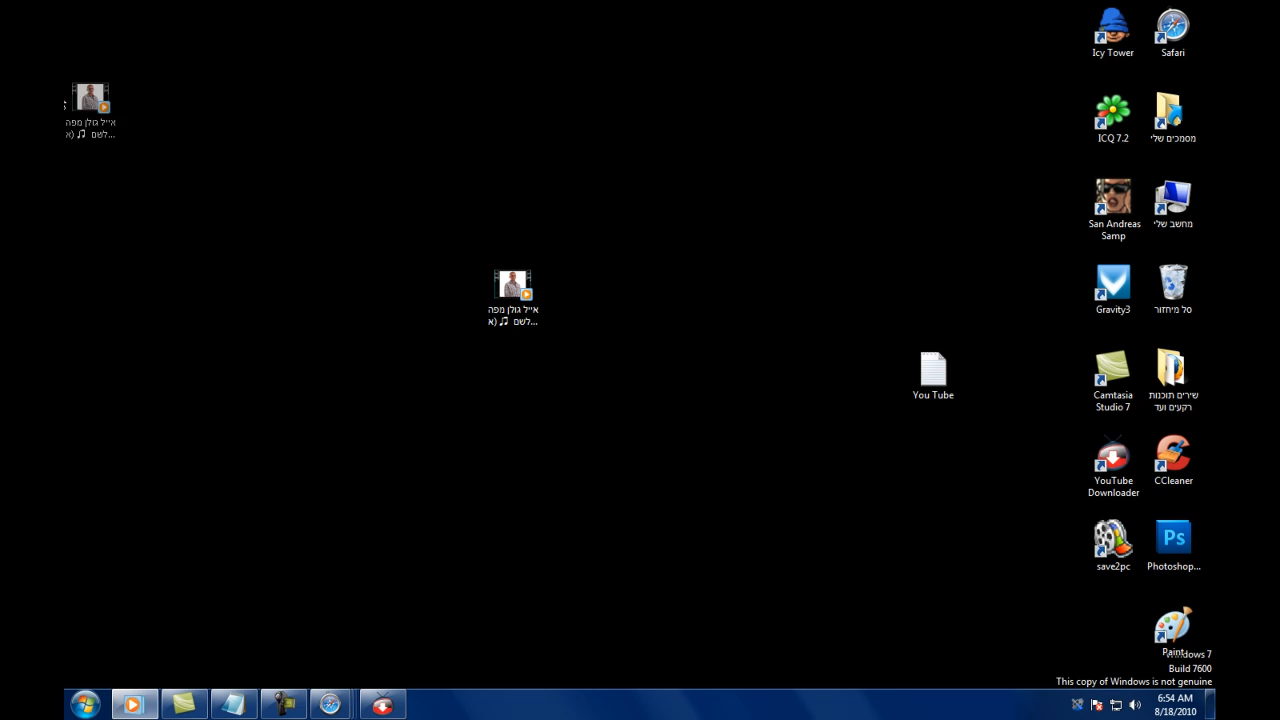 Icy Tower
Safari
אייל גולן מפה
לשם ♫ (א...
ICQ 7.2
מסמכים שלי
San Andreas
Samp
מחשב שלי
אייל גולן מפה
לשם ♫ (א...
Gravity3
סל מיחזור
You Tube
Camtasia
Studio 7
שירים תוכנות
רקעים ועד
YouTube
Downloader
CCleaner
save2pc
Photoshop...
Paint
Windows 7
Build 7600
This copy of Windows is not genuine
6:54 AM
8/18/2010